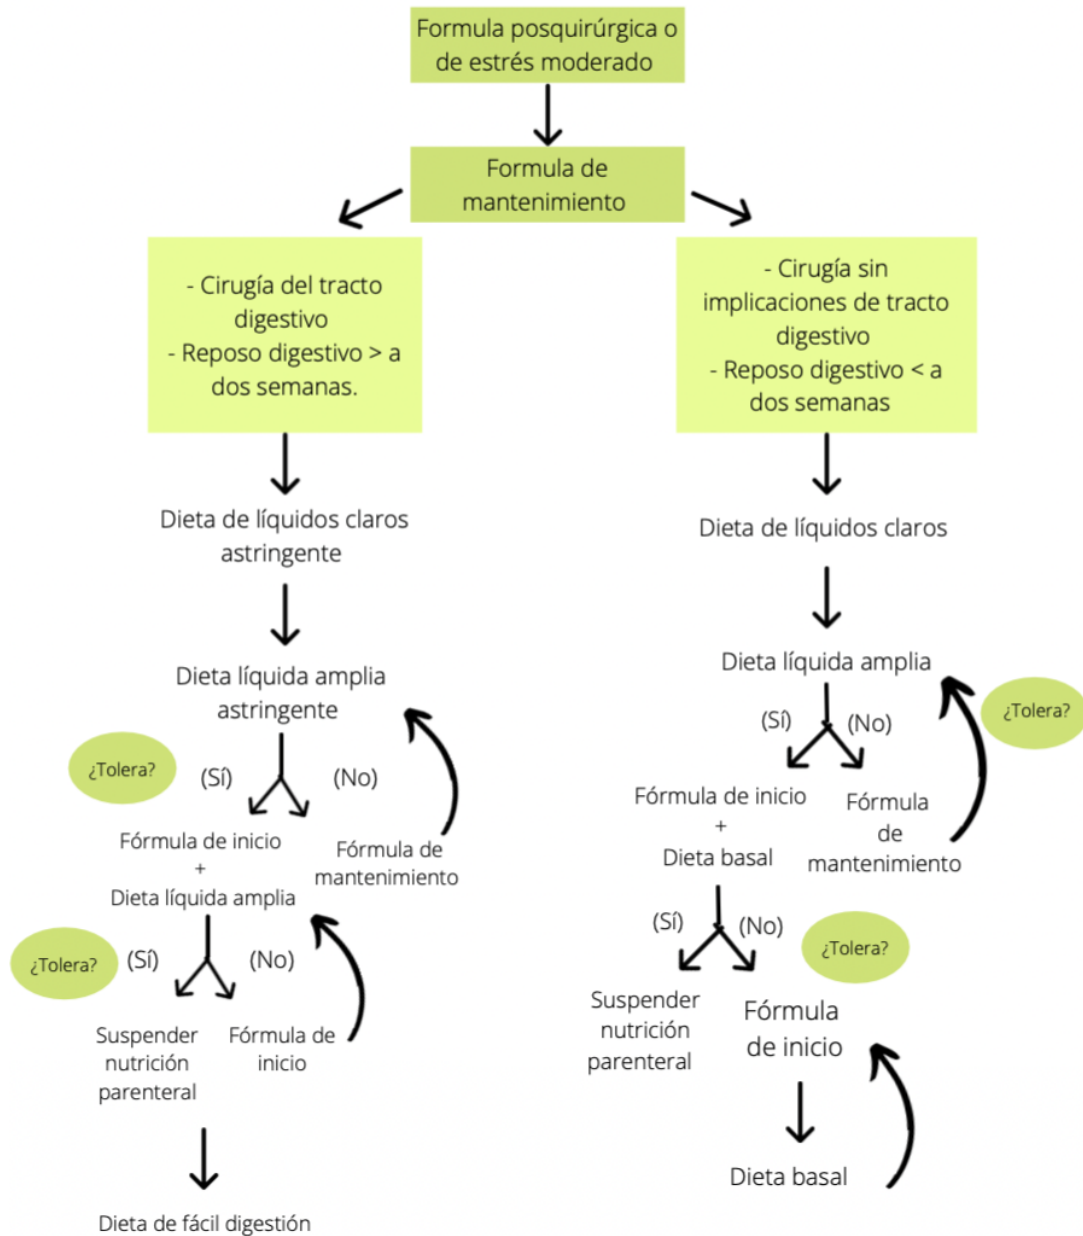 Formula posquirúrgica o
de estrés moderado
Formula de
mantenimiento
- Cirugía del tracto
digestivo
- Reposo digestivo > a
dos semanas.
Dieta de líquidos claros
astringente
Dieta líquida amplia
astringente
¿Tolera?
(Sí)
(No)
Fórmula de inicio
+
Dieta líquida amplia
Fórmula de
mantenimiento
¿Tolera?
(Sí)
(No)
Suspender
nutrición
parenteral
Fórmula de
inicio
Dieta de fácil digestión
- Cirugía sin
implicaciones de tracto
digestivo
- Reposo digestivo < a
dos semanas
Dieta de líquidos claros
Dieta líquida amplia
¿Tolera?
(Sí)
(No)
Fórmula de inicio
+
Dieta basal
Fórmula
de
mantenimiento
(Sí)
(No)
¿Tolera?
Suspender
nutrición
parenteral
Fórmula
de inicio
Dieta basal